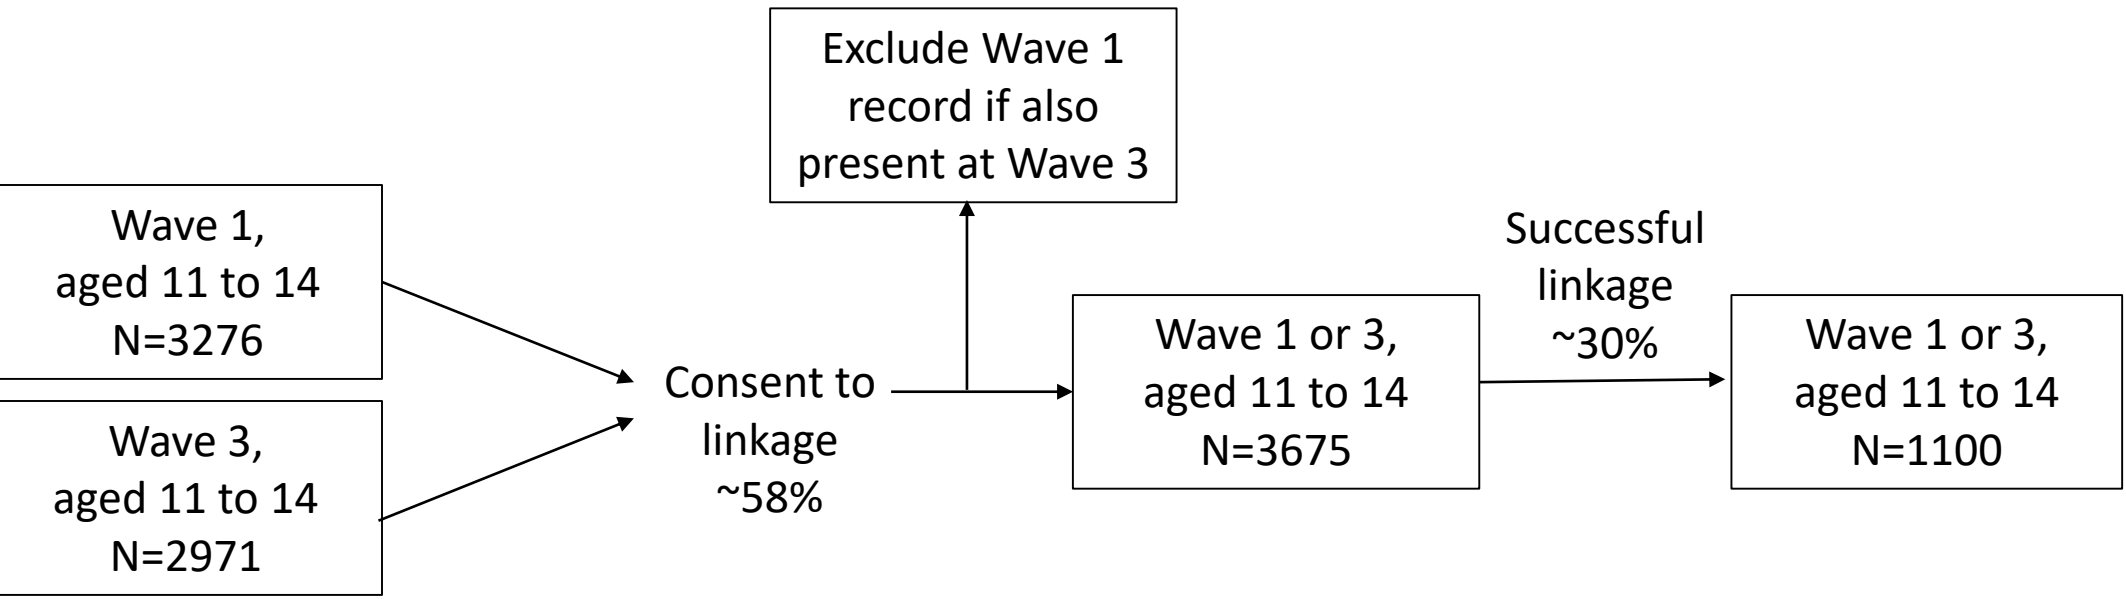 Exclude Wave 1
record if also
present at Wave 3
Wave 1,
aged 11 to 14
N=3276
Wave 3,
aged 11 to 14
N=2971
Consent to
linkage
~58%
Wave 1 or 3,
aged 11 to 14
N=3675
Successful
linkage
~30%
Wave 1 or 3,
aged 11 to 14
N=1100